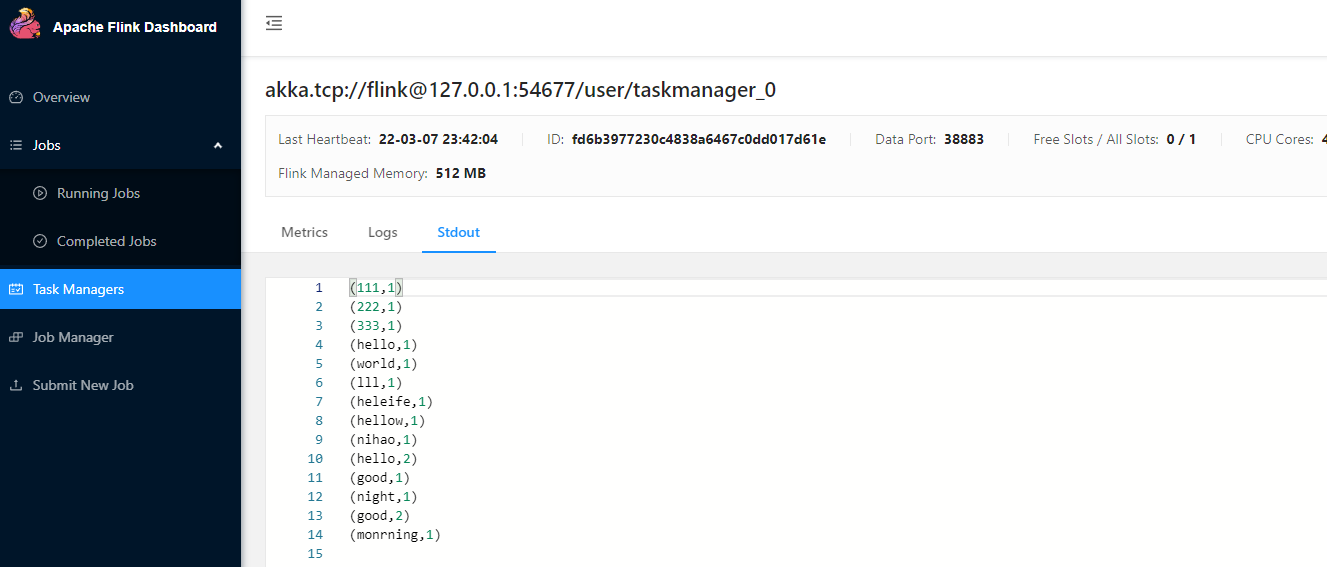 Apache Flink Dashboard
Overview
Jobs
Running Jobs
Completed Jobs
Task Managers
Job Manager
Submit New Job
akka.tcp://flink@127.0.0.1:54677/user/taskmanager_0
Last Heartbeat: 22-03-07 23:42:04 ID: fd6b3977230c4838a6467c0dd017d61e Data Port: 38883 Free Slots / All Slots: 0 / 1 CPU Cores: 4
Flink Managed Memory: 512 MB
Metrics Logs Stdout
1 (111,1)
2 (222,1)
3 (333,1)
4 (hello,1)
5 (world,1)
6 (lll,1)
7 (heleife,1)
8 (hellow,1)
9 (nihao,1)
10 (hello,2)
11 (good,1)
12 (night,1)
13 (good,2)
14 (monrning,1)
15